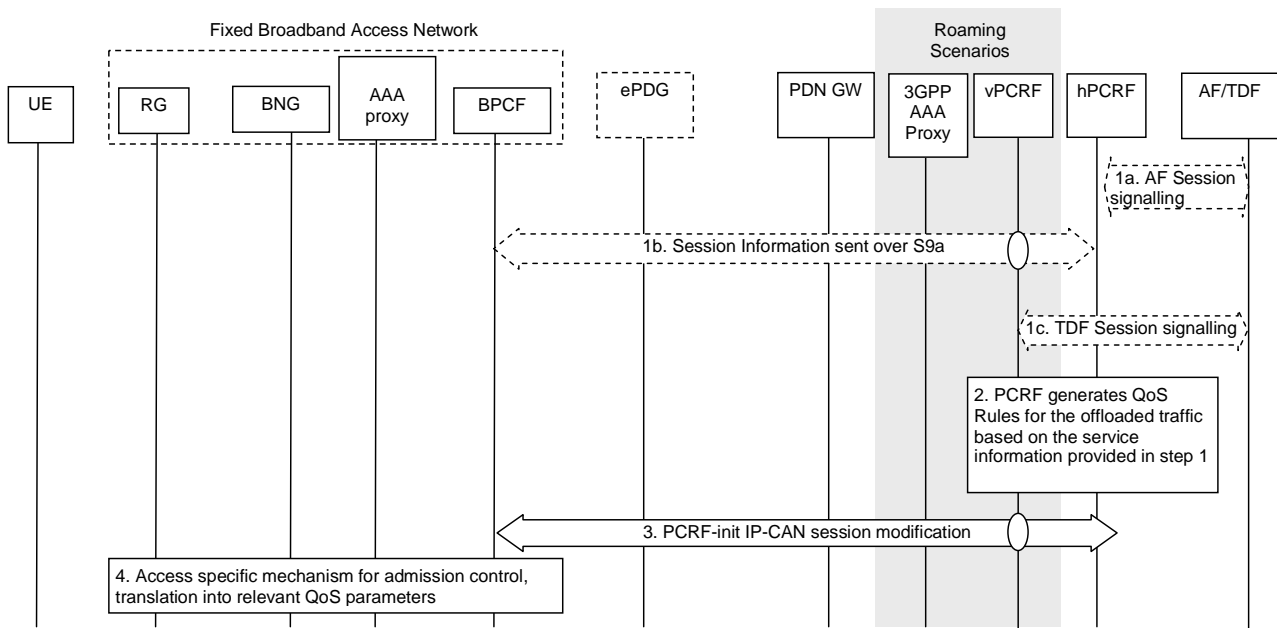 Fixed Broadband Access Network
Roaming
Scenarios
UE
RG
BNG
AAA
proxy
BPCF
ePDG
PDN GW
3GPP
AAA
Proxy
vPCRF
hPCRF
AF/TDF
1a. AF Session
signalling
1b. Session Information sent over S9a
1c. TDF Session signalling
2. PCRF generates QoS
Rules for the offloaded traffic
based on the service
information provided in step 1
3. PCRF-init IP-CAN session modification
4. Access specific mechanism for admission control,
translation into relevant QoS parameters